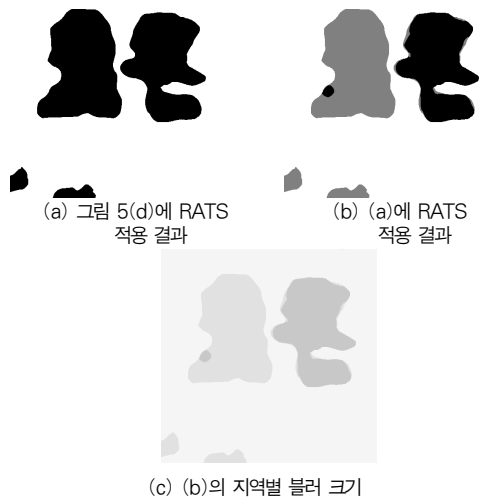 (a) 그림 5(d)에 RATS
적용 결과
(b) (a)에 RATS
적용 결과
(c) (b)의 지역별 블러 크기